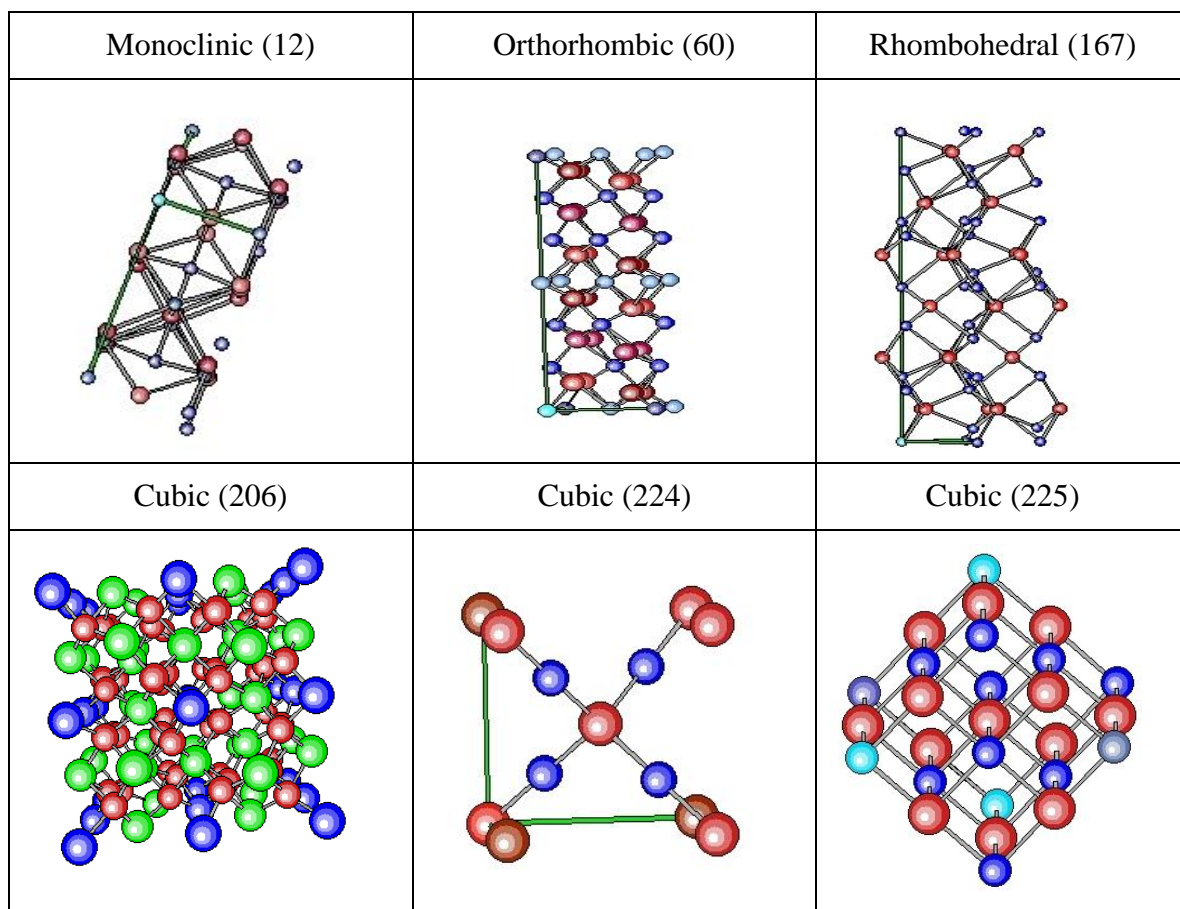 Monoclinic (12)
Orthorhombic (60)
Rhombohedral (167)
Cubic (206)
Cubic (224)
Cubic (225)